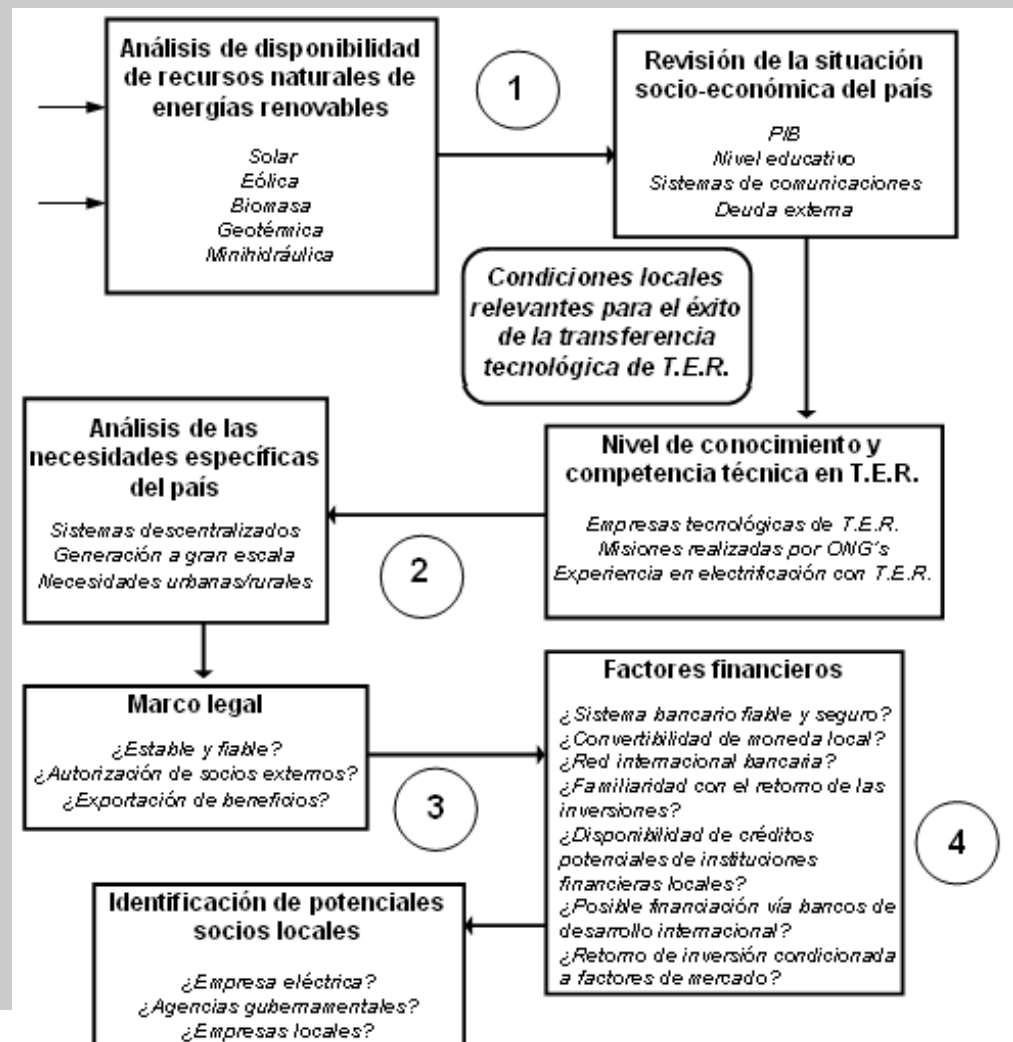 Análisis de disponibilidad
de recursos naturales de
energías renovables
Solar
Eólica
Biomasa
Geotérmica
Minihidráulica
1
Revisión de la situación
socio-económica del país
PIB
Nivel educativo
Sistemas de comunicaciones
Deuda externa
Condiciones locales
relevantes para el éxito
de la transferencia
tecnológica de T.E.R.
Nivel de conocimiento y
competencia técnica en T.E.R.
Empresas tecnológicas de T.E.R.
Misiones realizadas por ONG´s
Experiencia en electrificación con T.E.R.
2
Análisis de las
necesidades específicas
del país
Sistemas descentralizados
Generación a gran escala
Necesidades urbanas/rurales
Marco legal
¿Estable y fiable?
¿Autorización de socios externos?
¿Exportación de beneficios?
3
Factores financieros
¿Sistema bancario fiable y seguro?
¿Convertibilidad de moneda local?
¿Red internacional bancaria?
¿Familiaridad con el retorno de las
inversiones?
¿Disponibilidad de créditos
potenciales de instituciones
financieras locales?
¿Posible financiación vía bancos de
desarrollo internacional?
¿Retorno de inversión condicionada
a factores de mercado?
4
Identificación de potenciales
socios locales
¿Empresa eléctrica?
¿Agencias gubernamentales?
¿Empresas locales?